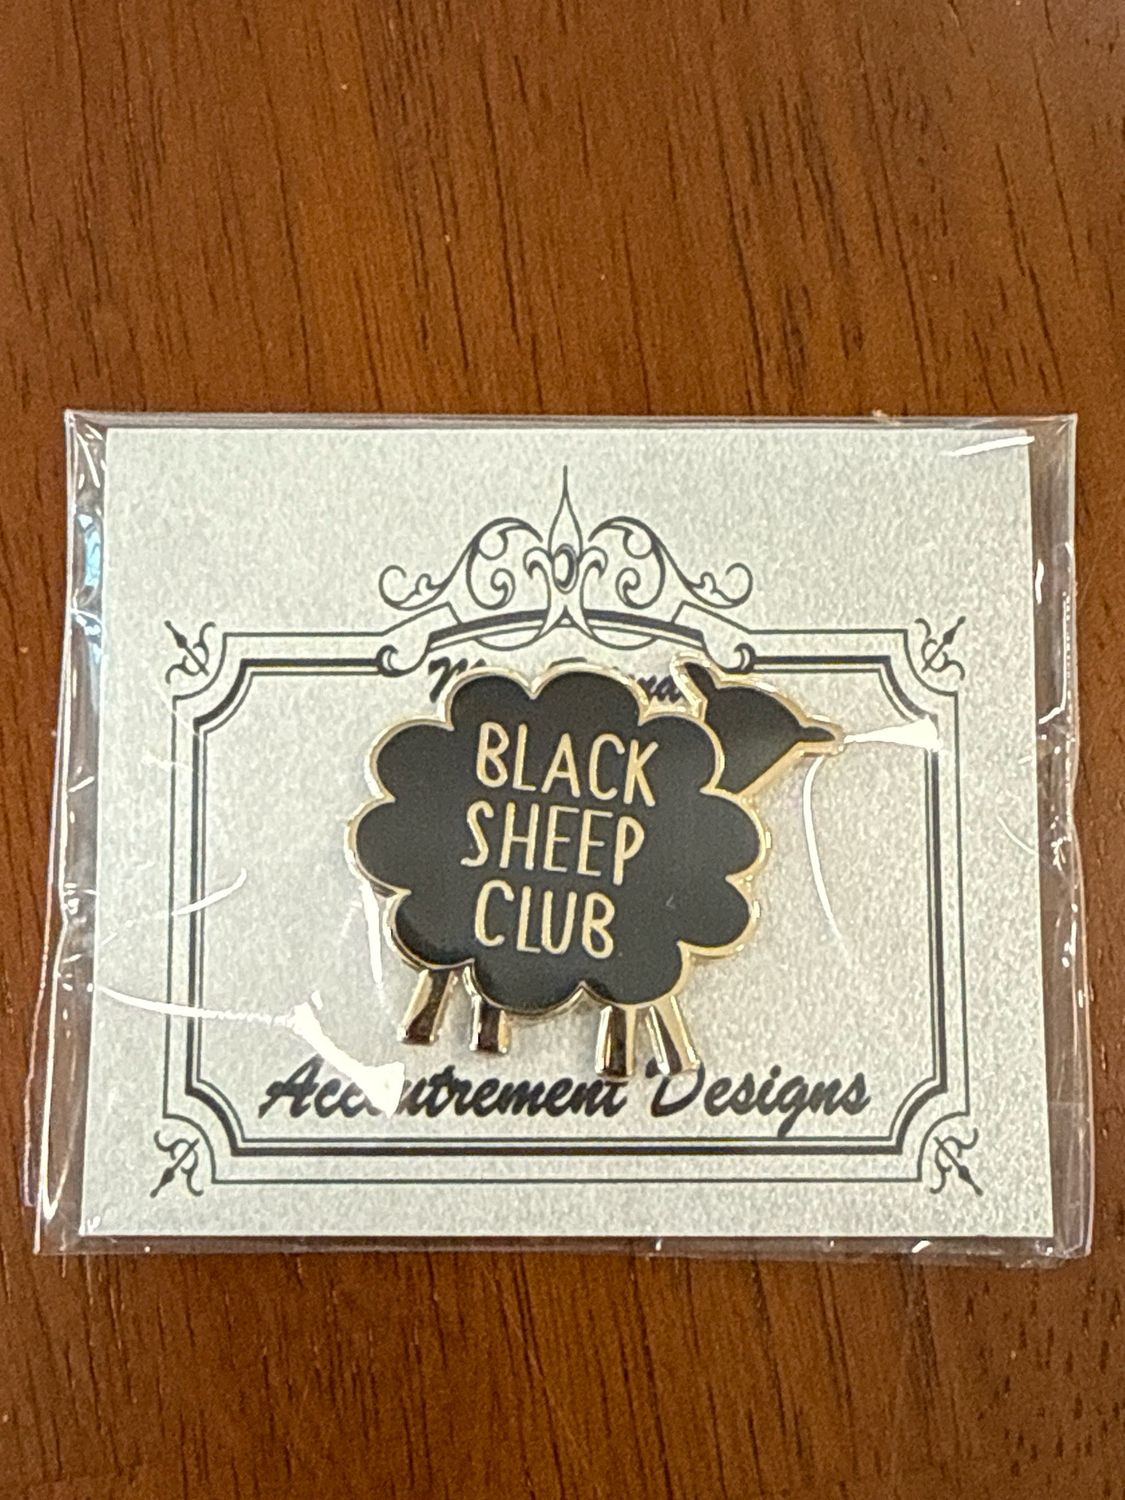 BLACK
SHEEP
CLUB
Accoutrement Designs